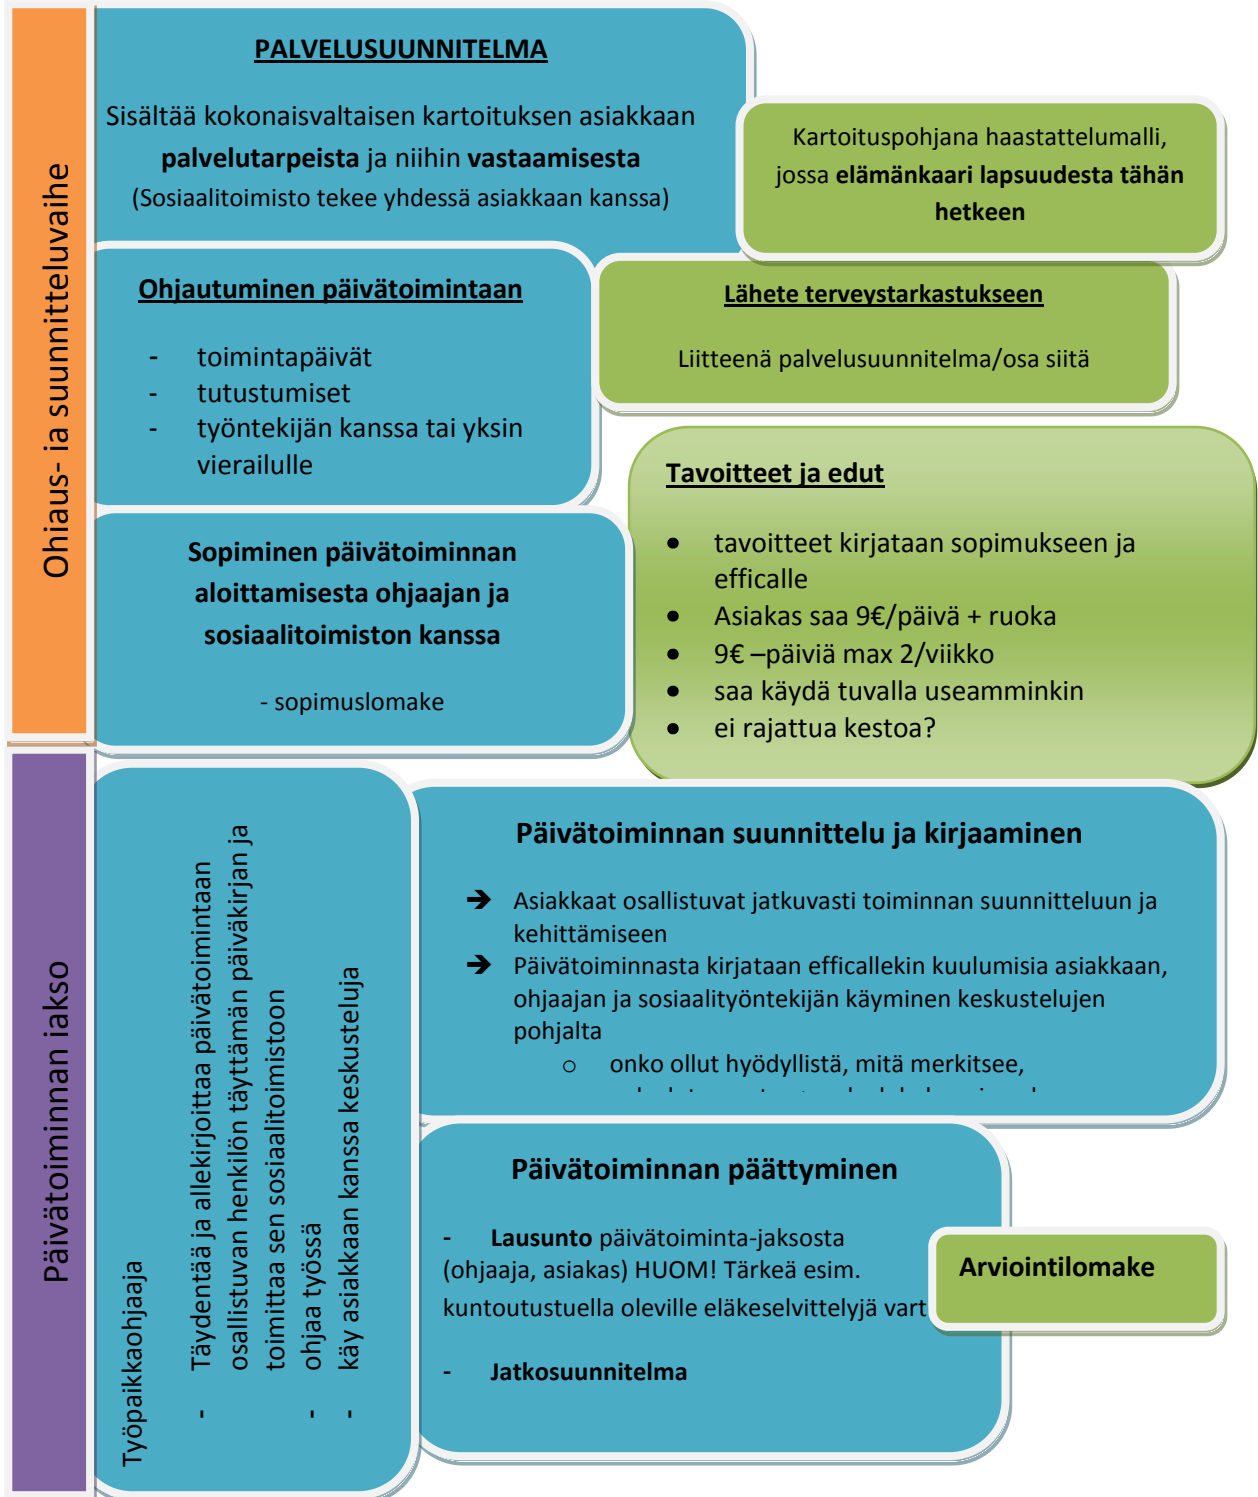 Ohjaus- ja suunnitteluvaihe
PALVELUSUUNNITELMA
Sisältää kokonaisvaltaisen kartoituksen asiakkaan
palvelutarpeista ja niihin vastaamisesta
(Sosiaalitoimisto tekee yhdessä asiakkaan kanssa)
Kartoituspohjana haastattelumalli,
jossa elämänkaari lapsuudesta tähän
hetkeen
Ohjautuminen päivätoimintaan
- toimintapäivät
- tutustumiset
- työntekijän kanssa tai yksin
vierailulle
Lähete terveystarkastukseen
Liitteenä palvelusuunnitelma/osa siitä
Sopiminen päivätoiminnan
aloittamisesta ohjaajan ja
sosiaalitoimiston kanssa
- sopimuslomake
Tavoitteet ja edut
• tavoitteet kirjataan sopimukseen ja
efficalle
• Asiakas saa 9€/päivä + ruoka
• 9€ –päiviä max 2/viikko
• saa käydä tuvalla useamminkin
• ei rajattua kestoa?
Päivätoiminnan jakso
Työpaikkaohjaaja
- Täydentää ja allekirjoittaa päivätoimintaan
osallistuvan henkilön täyttämän päiväkirjan ja
toimittaa sen sosiaalitoimistoon
- ohjaa työssä
- käy asiakkaan kanssa keskusteluja
Päivätoiminnan suunnittelu ja kirjaaminen
➔ Asiakkaat osallistuvat jatkuvasti toiminnan suunnitteluun ja
kehittämiseen
➔ Päivätoiminnasta kirjataan efficallekin kuulumisia asiakkaan,
ohjaajan ja sosiaalityöntekijän käyminen keskustelujen
pohjalta
o onko ollut hyödyllistä, mitä merkitsee,
Päivätoiminnan päättyminen
- Lausunto päivätoiminta-jaksosta
(ohjaaja, asiakas) HUOM! Tärkeä esim.
kuntoutustuella oleville eläkeselvittelyjä vart
- Jatkosuunnitelma
Arviointilomake